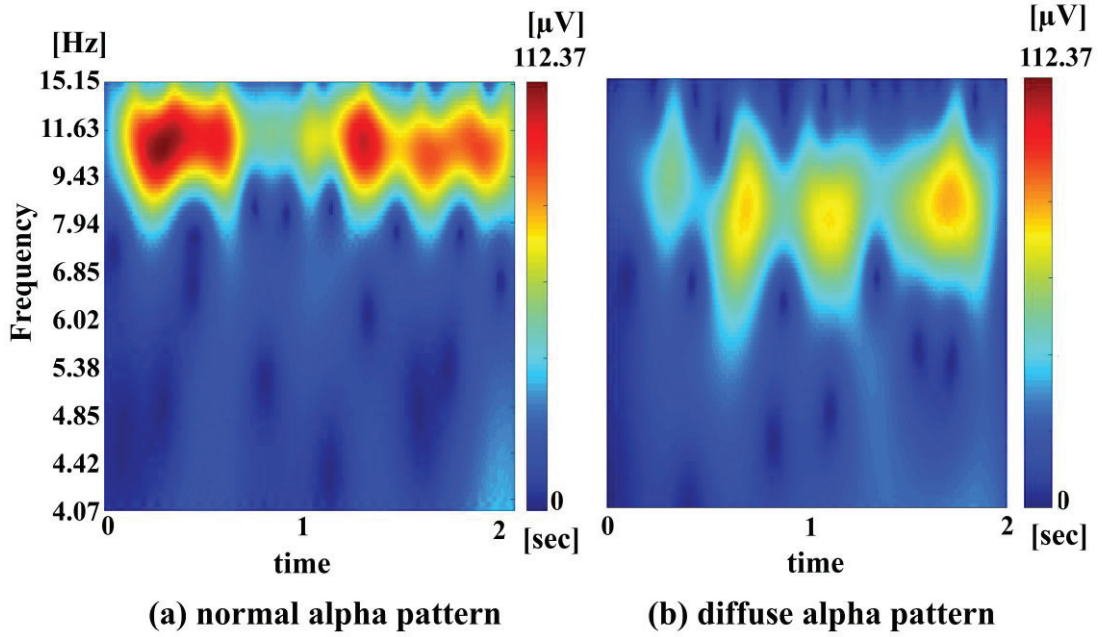 [Hz]
[µV]
112.37
15.15
11.63
9.43
7.94
6.85
6.02
5.38
4.85
4.42
4.07
Frequency
0
0 1 2
[sec]
time
(a) normal alpha pattern
[µV]
112.37
0
0 1 2
[sec]
time
(b) diffuse alpha pattern